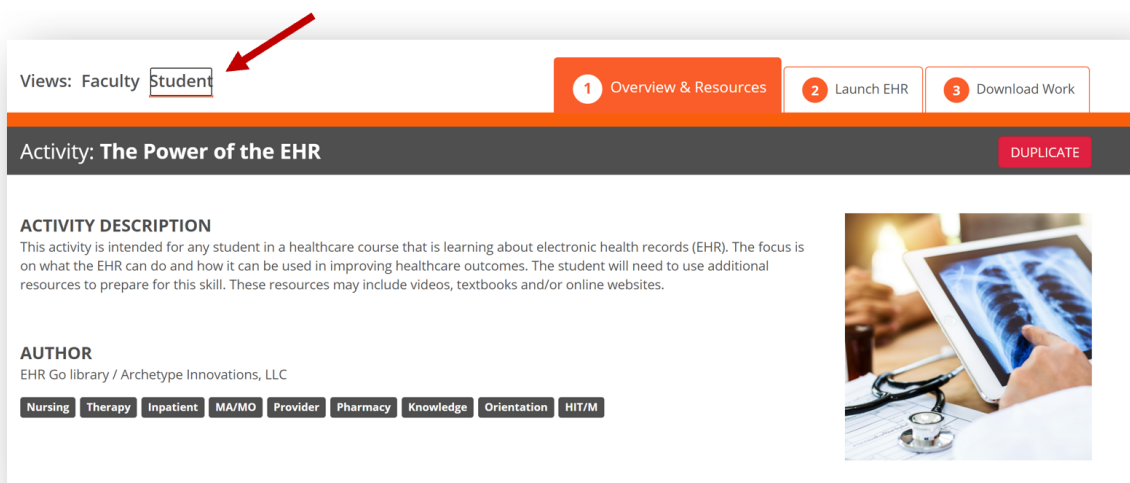 Views: Faculty Student
1 Overview & Resources
2 Launch EHR
3 Download Work
Activity: The Power of the EHR
DUPLICATE
ACTIVITY DESCRIPTION
This activity is intended for any student in a healthcare course that is learning about electronic health records (EHR). The focus is
on what the EHR can do and how it can be used in improving healthcare outcomes. The student will need to use additional
resources to prepare for this skill. These resources may include videos, textbooks and/or online websites.
AUTHOR
EHR Go library / Archetype Innovations, LLC
Nursing Therapy Inpatient MA/MO Provider Pharmacy Knowledge Orientation HIT/M